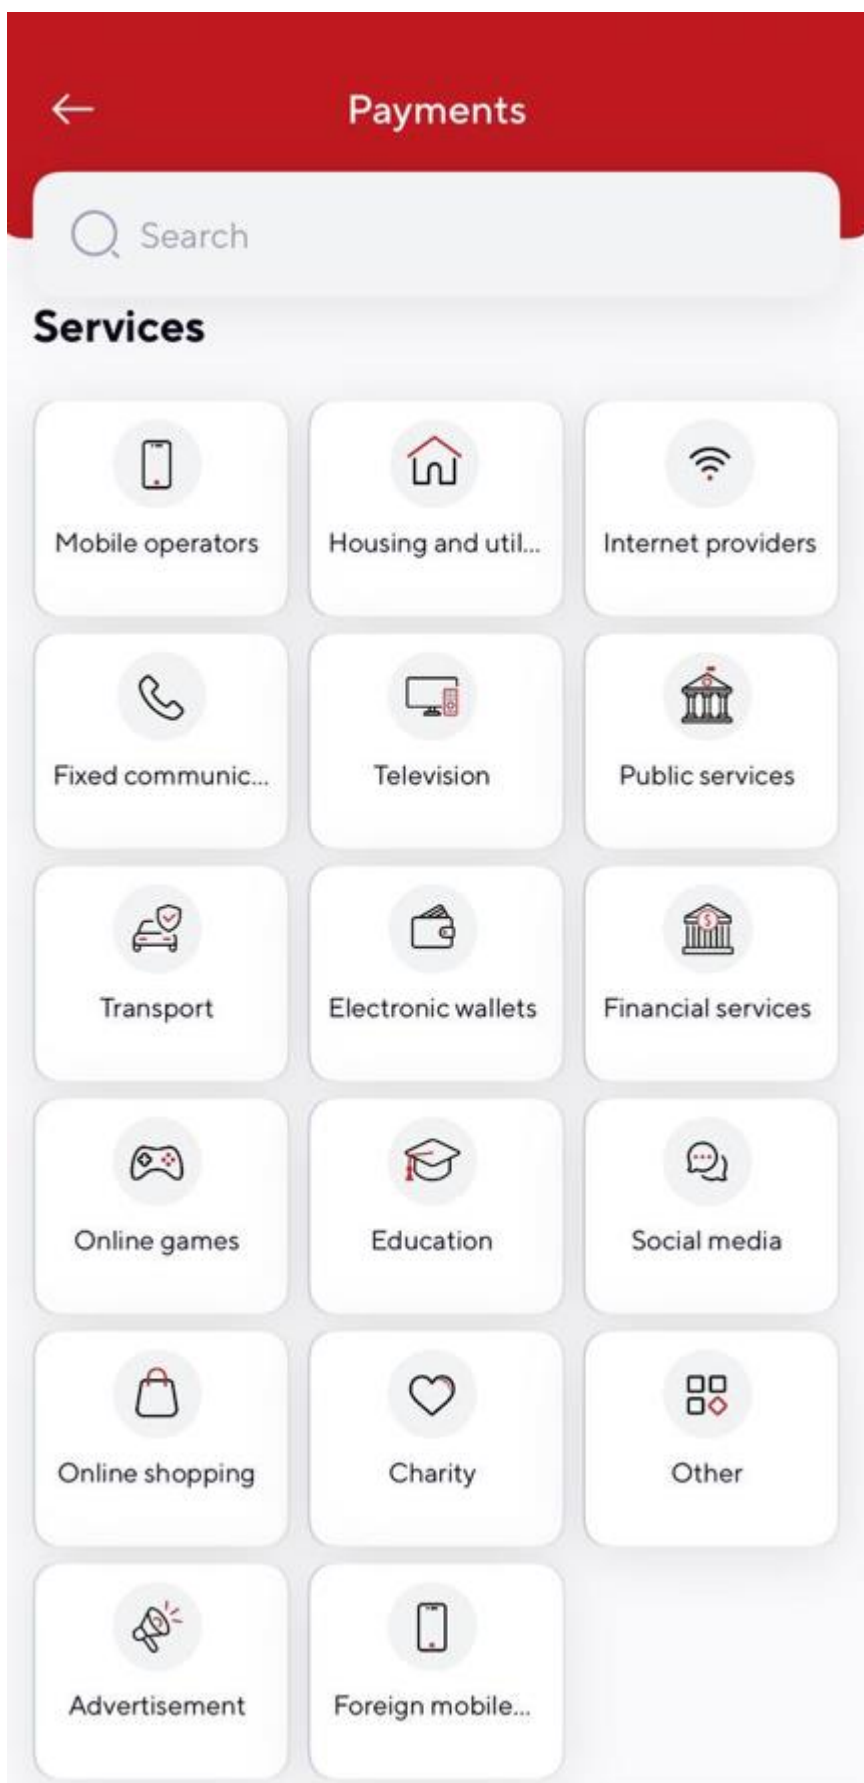 Payments
Search
Services
Mobile operators
Housing and util...
Internet providers
Fixed communic...
Television
Public services
Transport
Electronic wallets
Financial services
Online games
Education
Social media
Online shopping
Charity
Other
Advertisement
Foreign mobile...